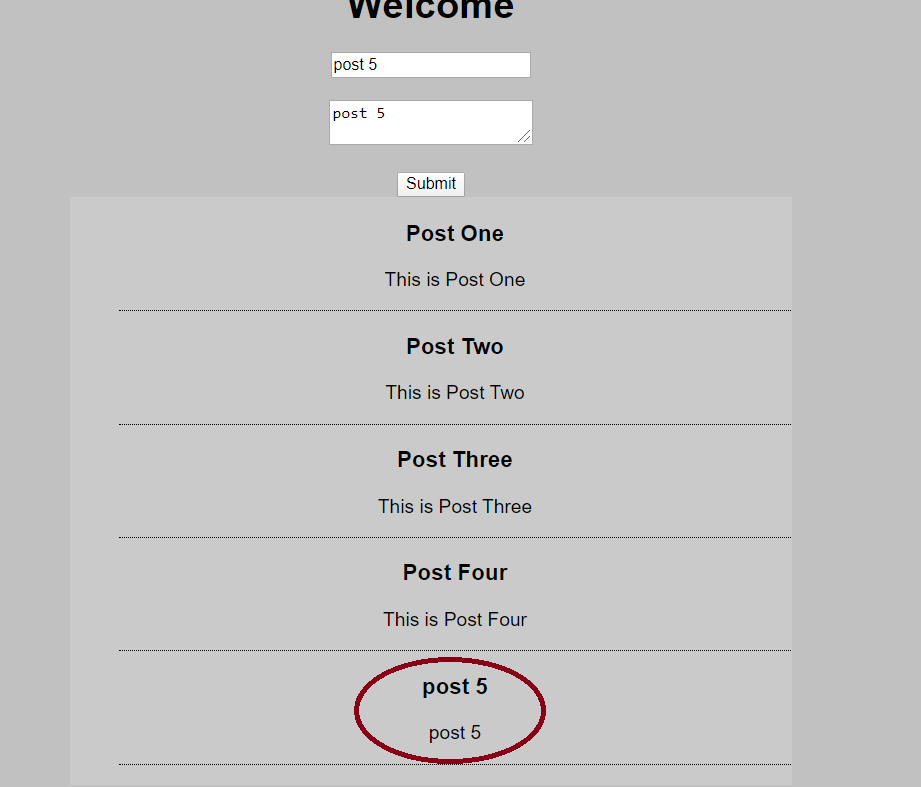 Welcome
post 5
post 5
Submit
Post One
This is Post One
Post Two
This is Post Two
Post Three
This is Post Three
Post Four
This is Post Four
post 5
post 5